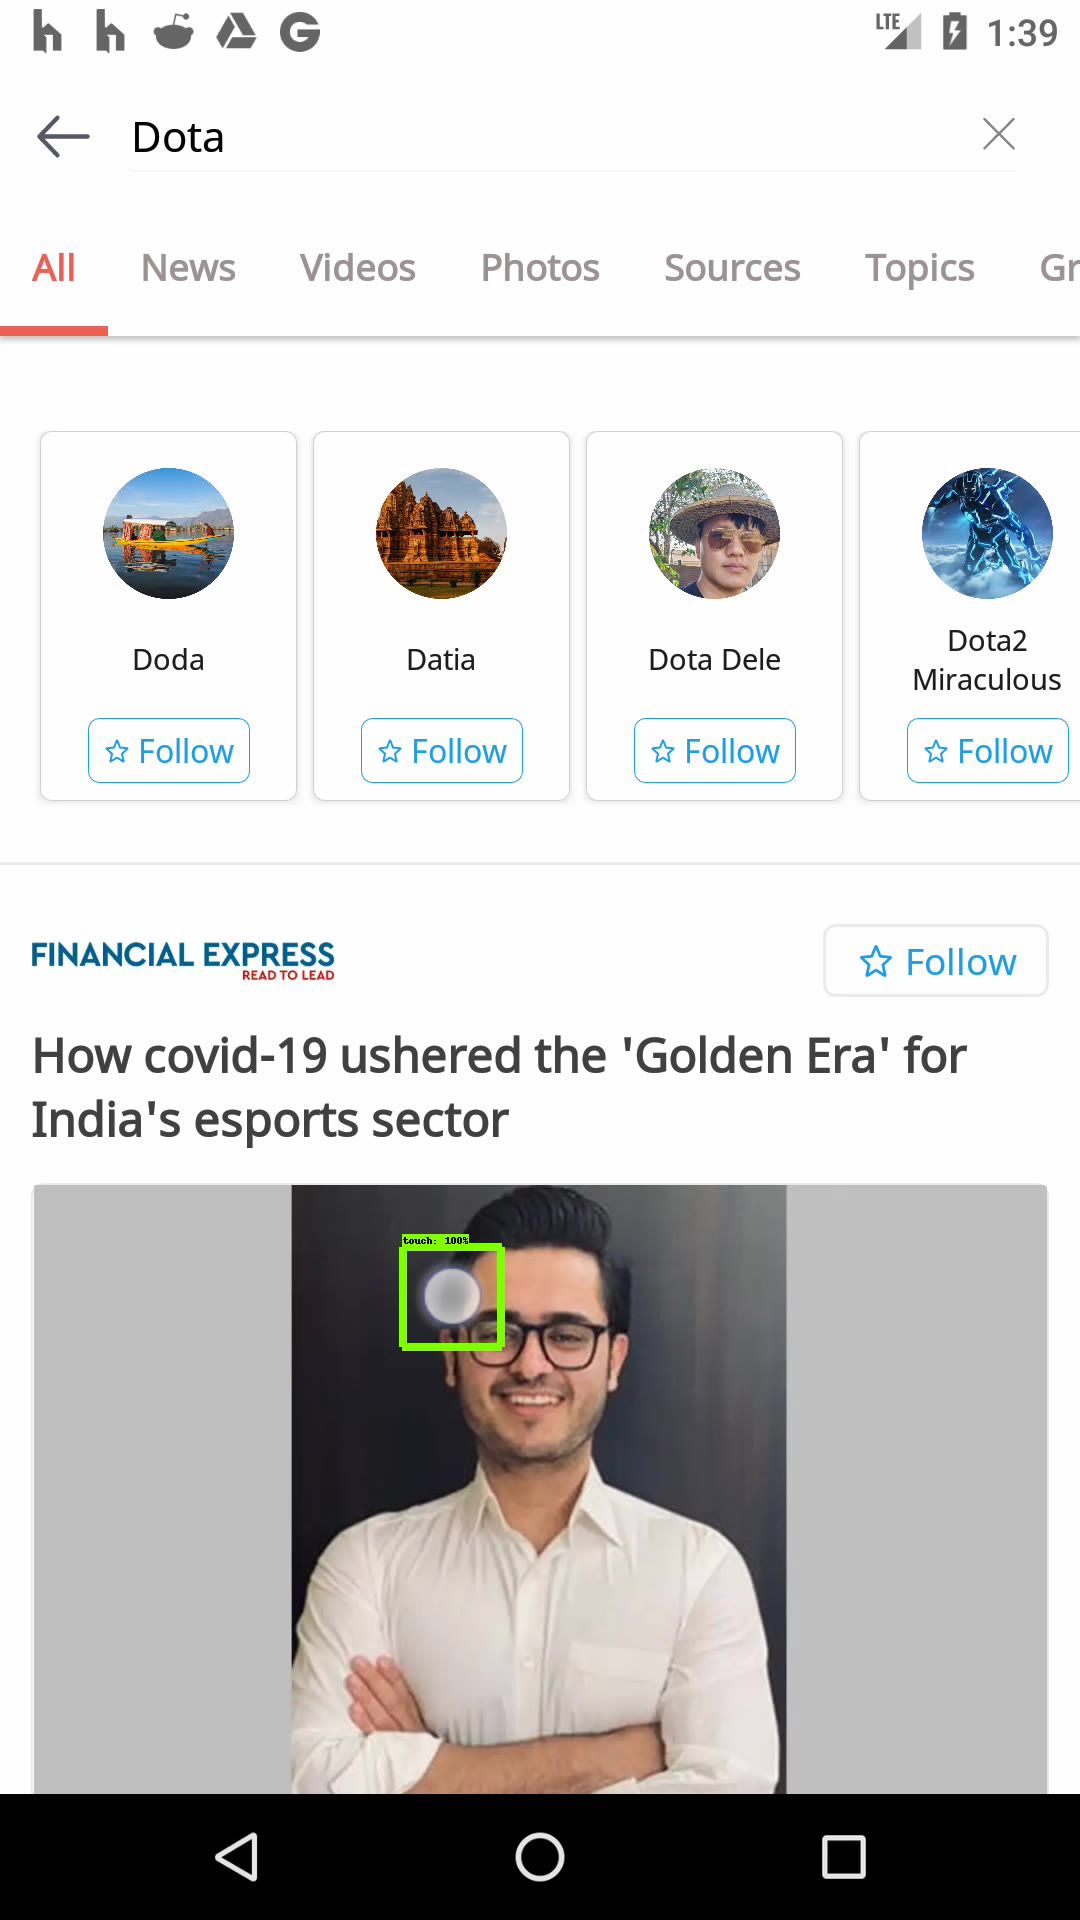 LTE 1:39
Dota
All News Videos Photos Sources Topics Gr
Doda
Follow
Datia
Follow
Dota Dele
Follow
Dota2
Miraculous
Follow
FINANCIAL EXPRESS
READ TO LEAD
Follow
How covid-19 ushered the 'Golden Era' for
India's esports sector
touch: 100%